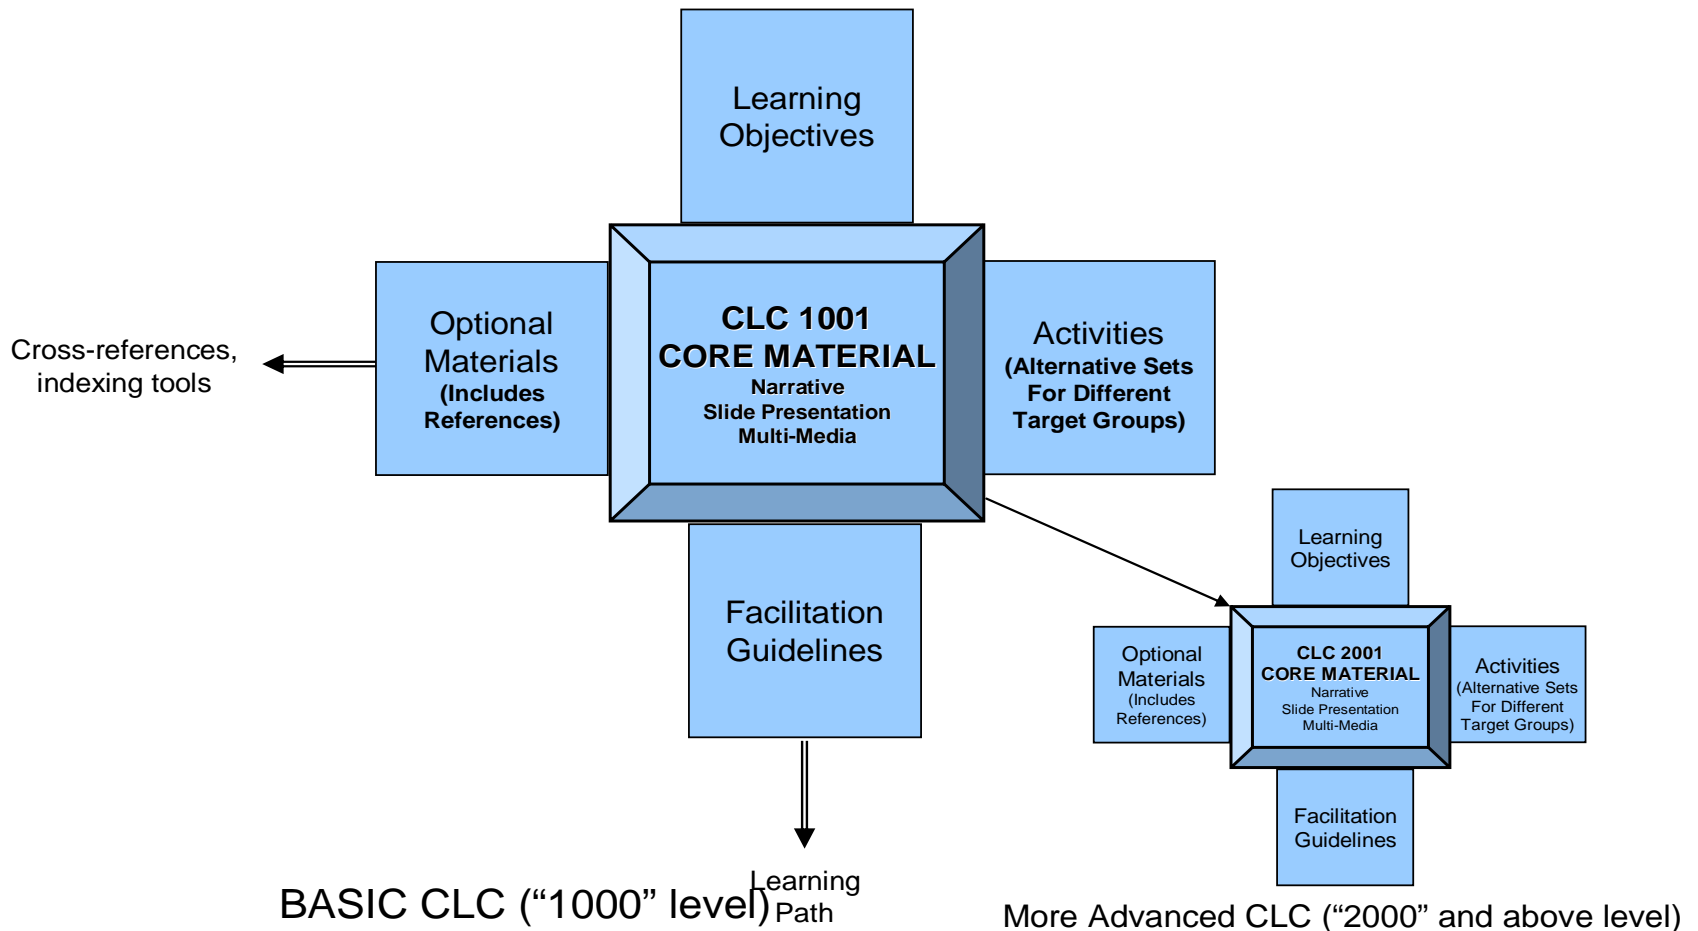 Learning
Objectives
Cross-references,
indexing tools
Optional
Materials
(Includes
References)
CLC 1001
CORE MATERIAL
Narrative
Slide Presentation
Multi-Media
Activities
(Alternative Sets
For Different
Target Groups)
Facilitation
Guidelines
Learning
Path
BASIC CLC (“1000” level)
Learning
Objectives
Optional
Materials
(Includes
References)
CLC 2001
CORE MATERIAL
Narrative
Slide Presentation
Multi-Media
Activities
(Alternative Sets
For Different
Target Groups)
Facilitation
Guidelines
More Advanced CLC (“2000” and above level)